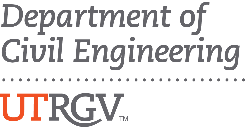 Department of
Civil Engineering
UTRGV™